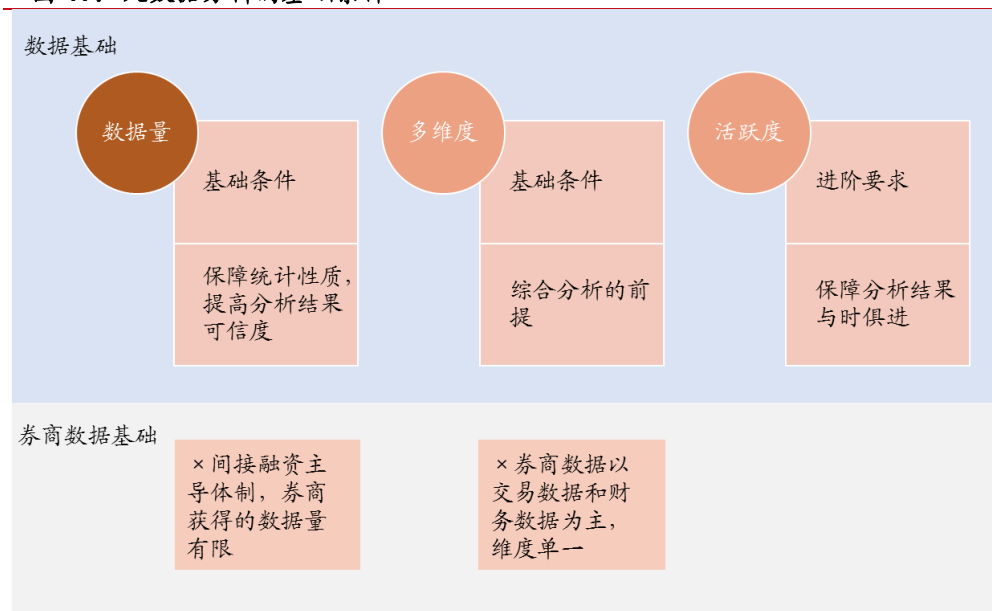 数据基础
数据量
多维度
活跃度
基础条件
基础条件
进阶要求
保障统计性质，
提高分析结果
可信度
综合分析的前
提
保障分析结果
与时俱进
券商数据基础
×间接融资主
导体制，券商
获得的数据量
有限
×券商数据以
交易数据和财
务数据为主，
维度单一